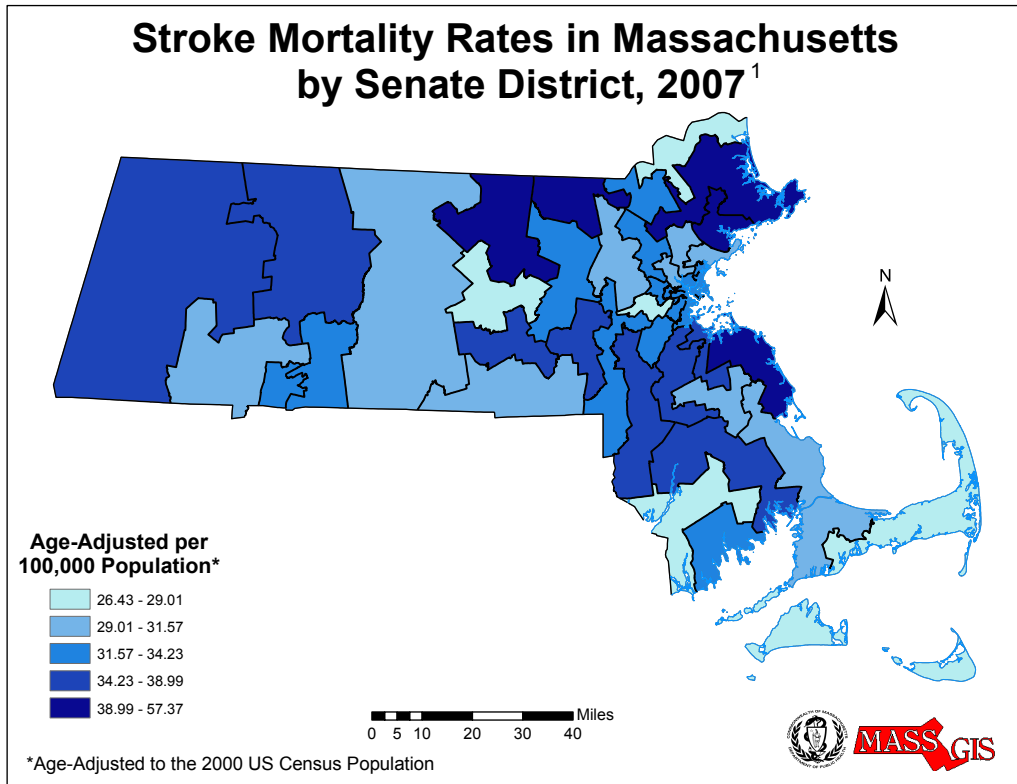 Stroke Mortality Rates in Massachusetts
by Senate District, 2007 1
N
Age-Adjusted per
100,000 Population*
26.43 - 29.01
29.01 - 31.57
31.57 - 34.23
34.23 - 38.99
38.99 - 57.37
Miles
0 5 10 20 30 40
*Age-Adjusted to the 2000 US Census Population
MASS GIS